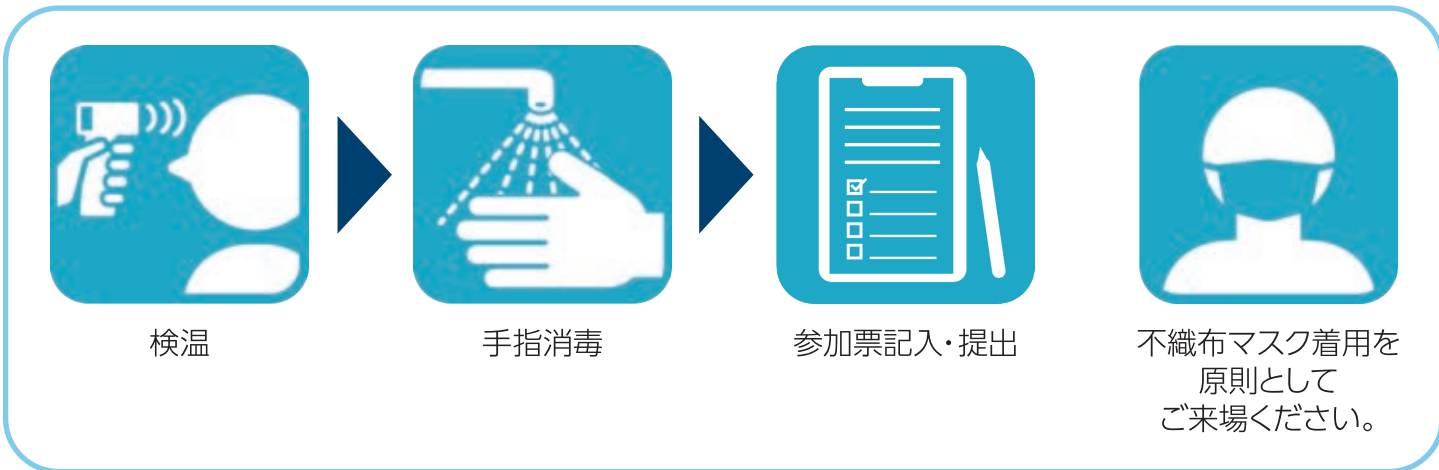 検温
手指消毒
参加票記入・提出
不織布マスク着用を
原則として
ご来場ください。